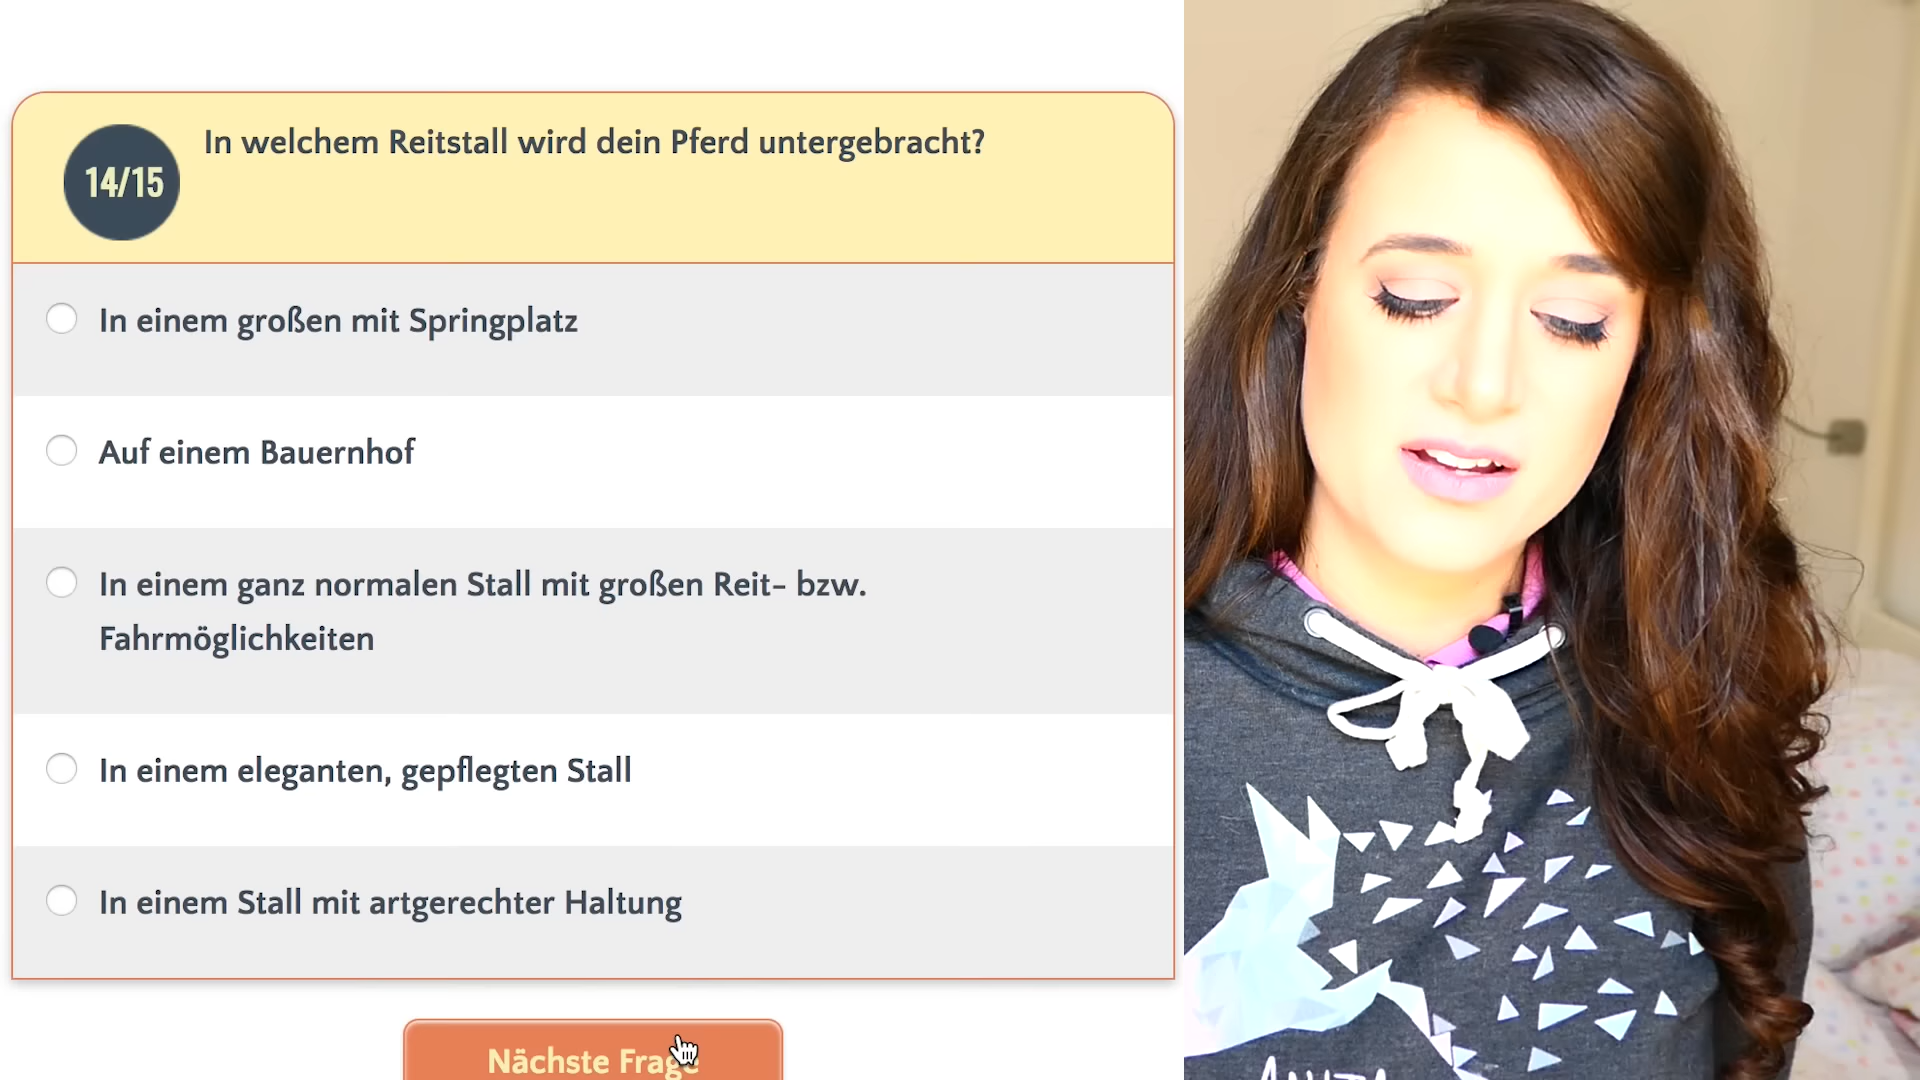 In welchem Reitstall wird dein Pferd untergebracht?
14/15
In einem großen mit Springplatz
Auf einem Bauernhof
In einem ganz normalen Stall mit großen Reit- bzw.
Fahrmöglichkeiten
In einem eleganten, gepflegten Stall
In einem Stall mit artgerechter Haltung
Nächste Frage